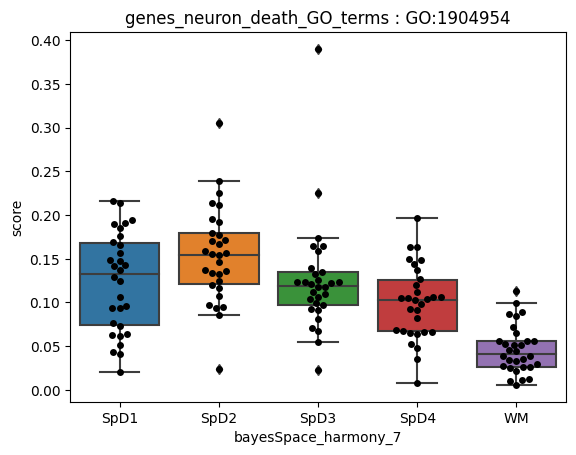 genes_neuron_death_GO_terms : GO:1904954
0.40
0.35
0.30
0.25
0.20
0.15
0.10
0.05
0.00
score
SpD1 SpD2 SpD3 SpD4 WM
bayesSpace_harmony_7